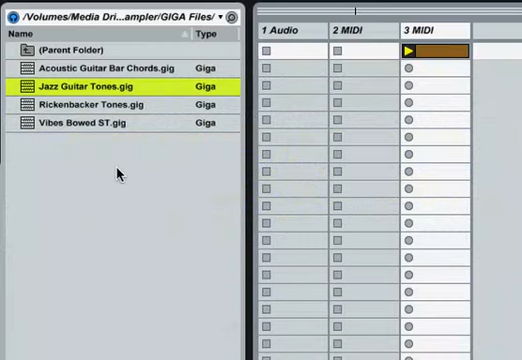 /Volumes/Media Dri...ampler/GIGA Files/
Name Type
(Parent Folder)
Acoustic Guitar Bar Chords.gig Giga
Jazz Guitar Tones.gig Giga
Rickenbacker Tones.gig Giga
Vibes Bowed ST.gig Giga
1 Audio 2 MIDI 3 MIDI